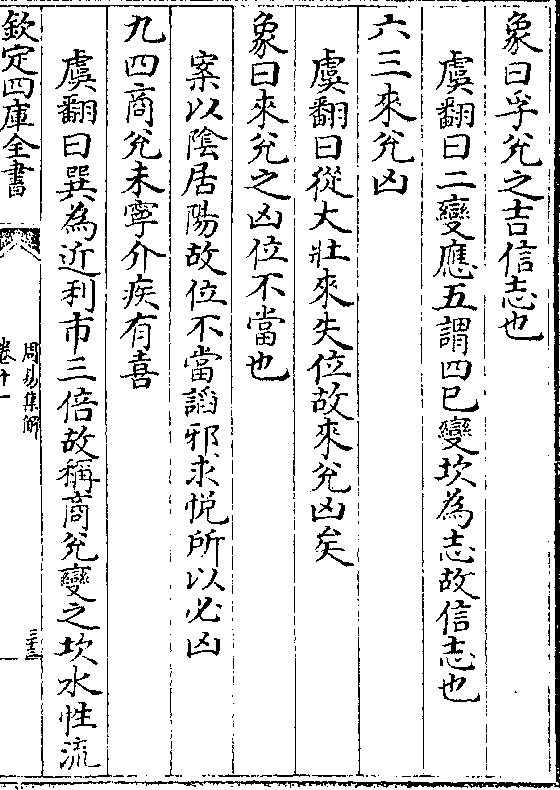 象曰孚兊之吉信志也
虞翻曰二變應五謂四已變坎為志故信志也
六三來兊凶
虞翻曰從大壯來失位故來兊凶矣
象曰來兊之凶位不當也
案以陰居陽故位不當謟邪求悦所以必凶
九四商兊未寧介疾有喜
虞翻曰巽為近利市三倍故稱商兊變之坎水性流
欽定四庫全書
周易集解
卷十一
三十三